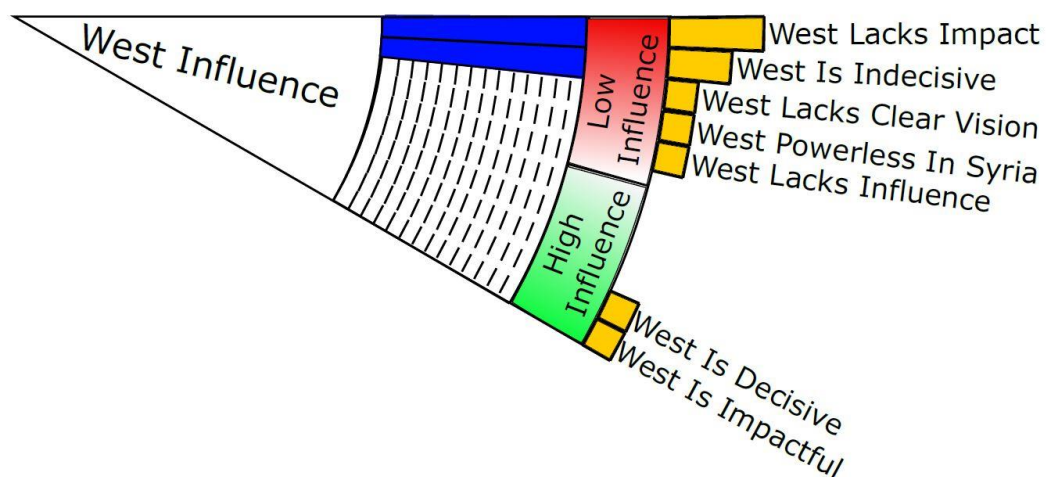 West Influence
Low
Influence
High
Influence
West Lacks Impact
West Is Indecisive
West Lacks Clear Vision
West Powerless In Syria
West Lacks Influence
West Is Decisive
West Is Impactful